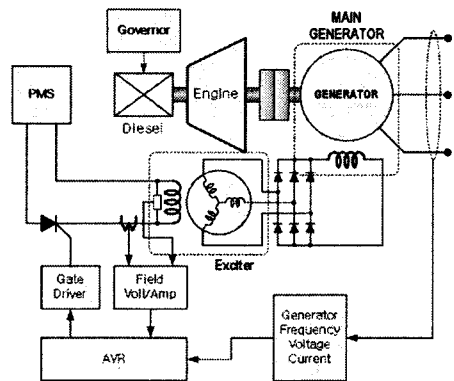 Governor
MAIN
GENERATOR
PMS
Engine
GENERATOR
Diesel
Exciter
Gate
Driver
Field
Volt/Amp
Generator
Frequency
Voltage
Current
AVR